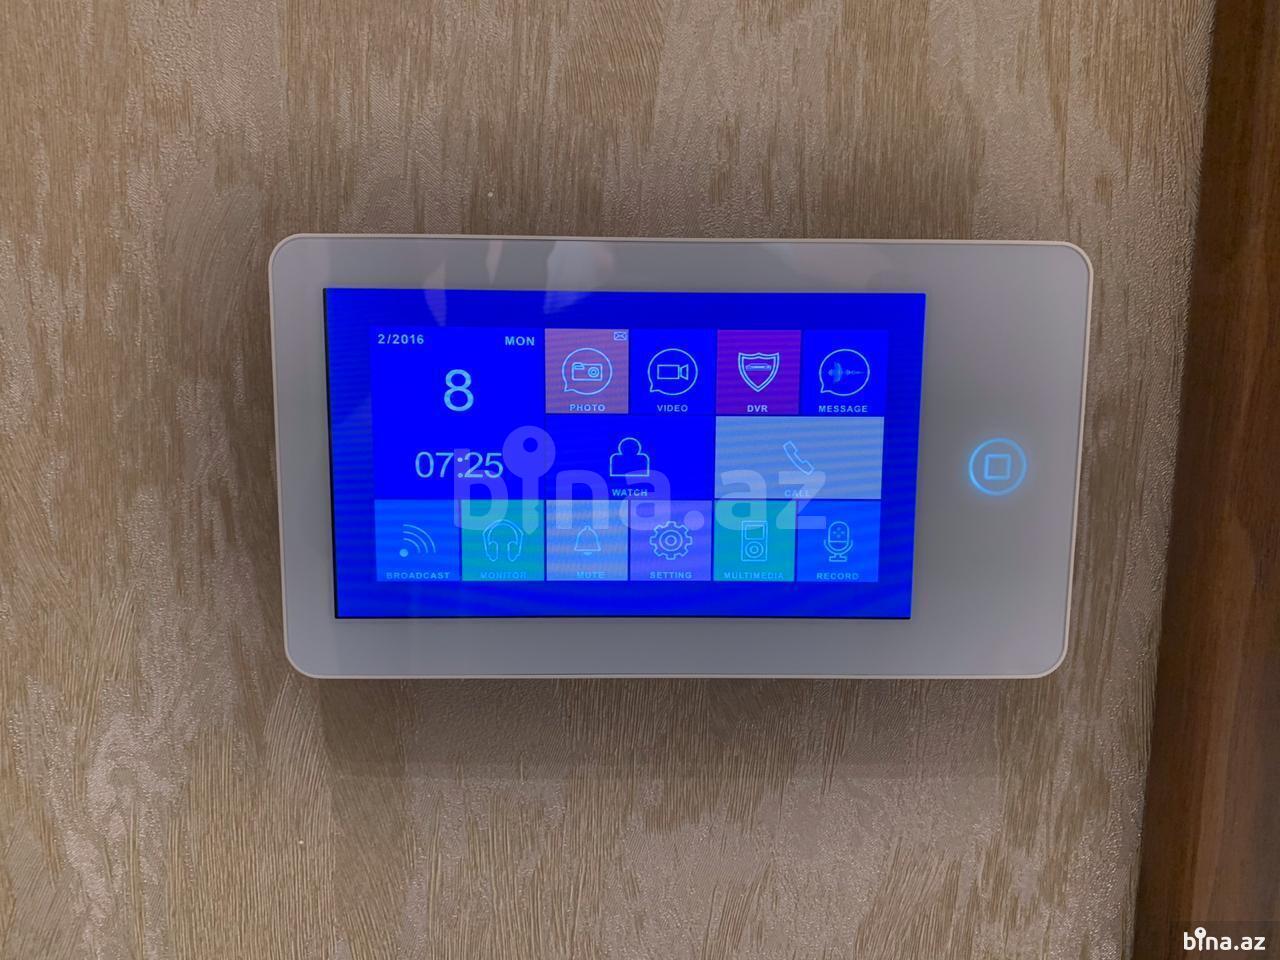 2/2016 MON
8
07:25
PHOTO VIDEO DVR MESSAGE
WATCH CALL
BROADCAST MONITOR MUTE SETTING MULTIMEDIA RECORD
bina.az
bina.az